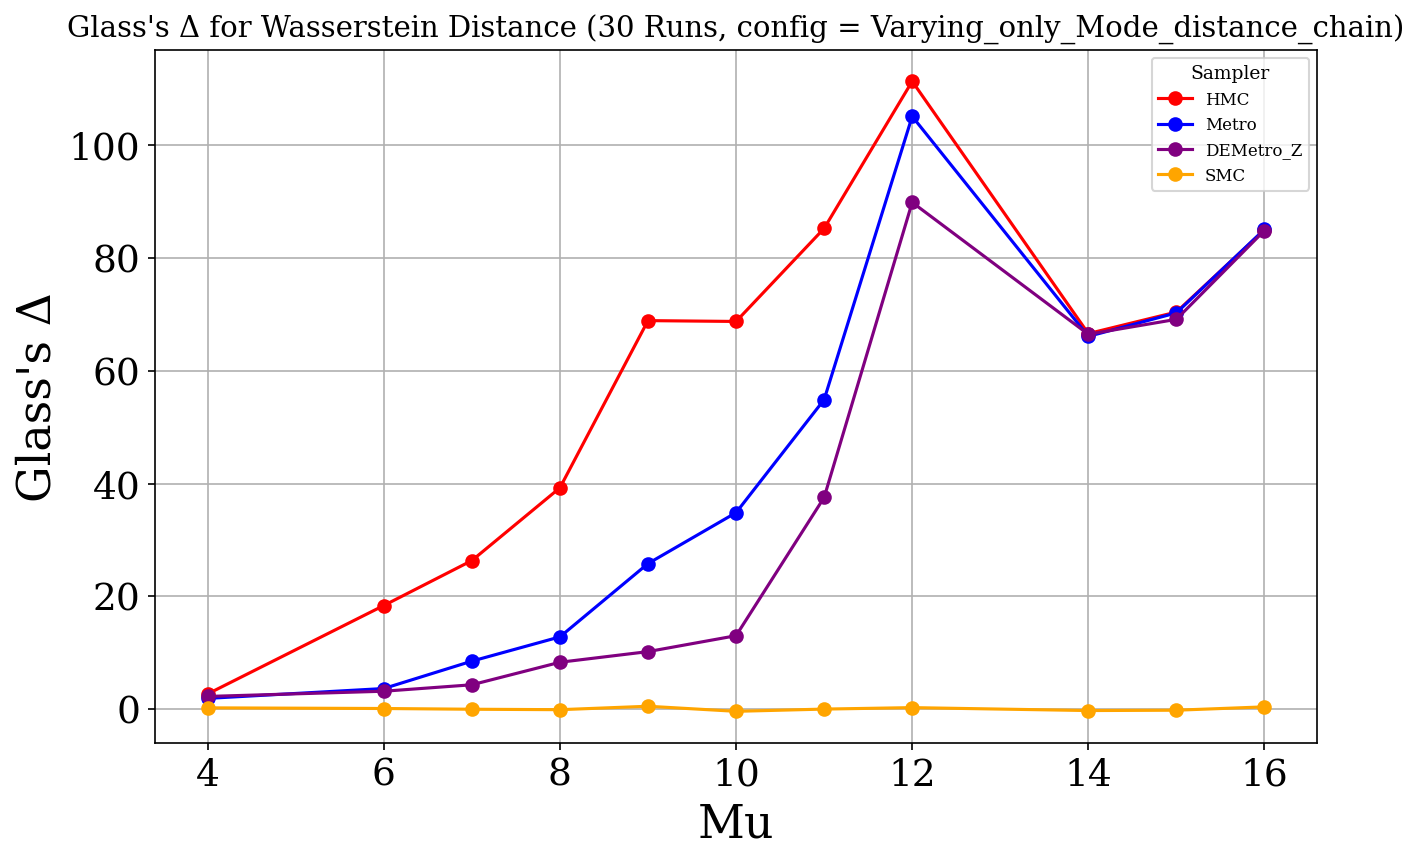 Glass's Δ for Wasserstein Distance (30 Runs, config = Varying_only_Mode_distance_chain)
Sampler
HMC
Metro
DEMetro_Z
SMC
Glass's Δ
100
80
60
40
20
0
4 6 8 10 12 14 16
Mu